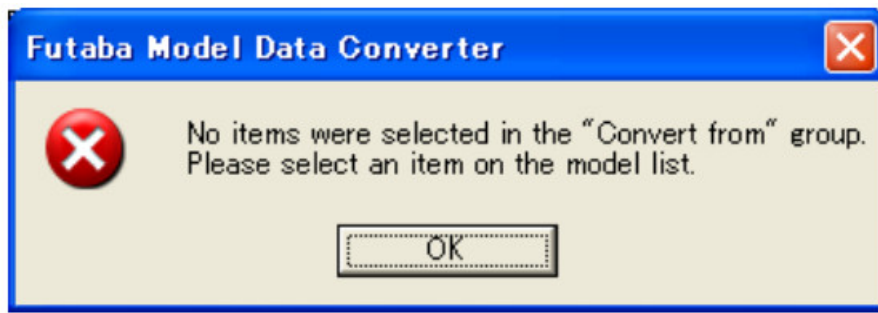 Futaba Model Data Converter
No items were selected in the "Convert from" group.
Please select an item on the model list.
OK